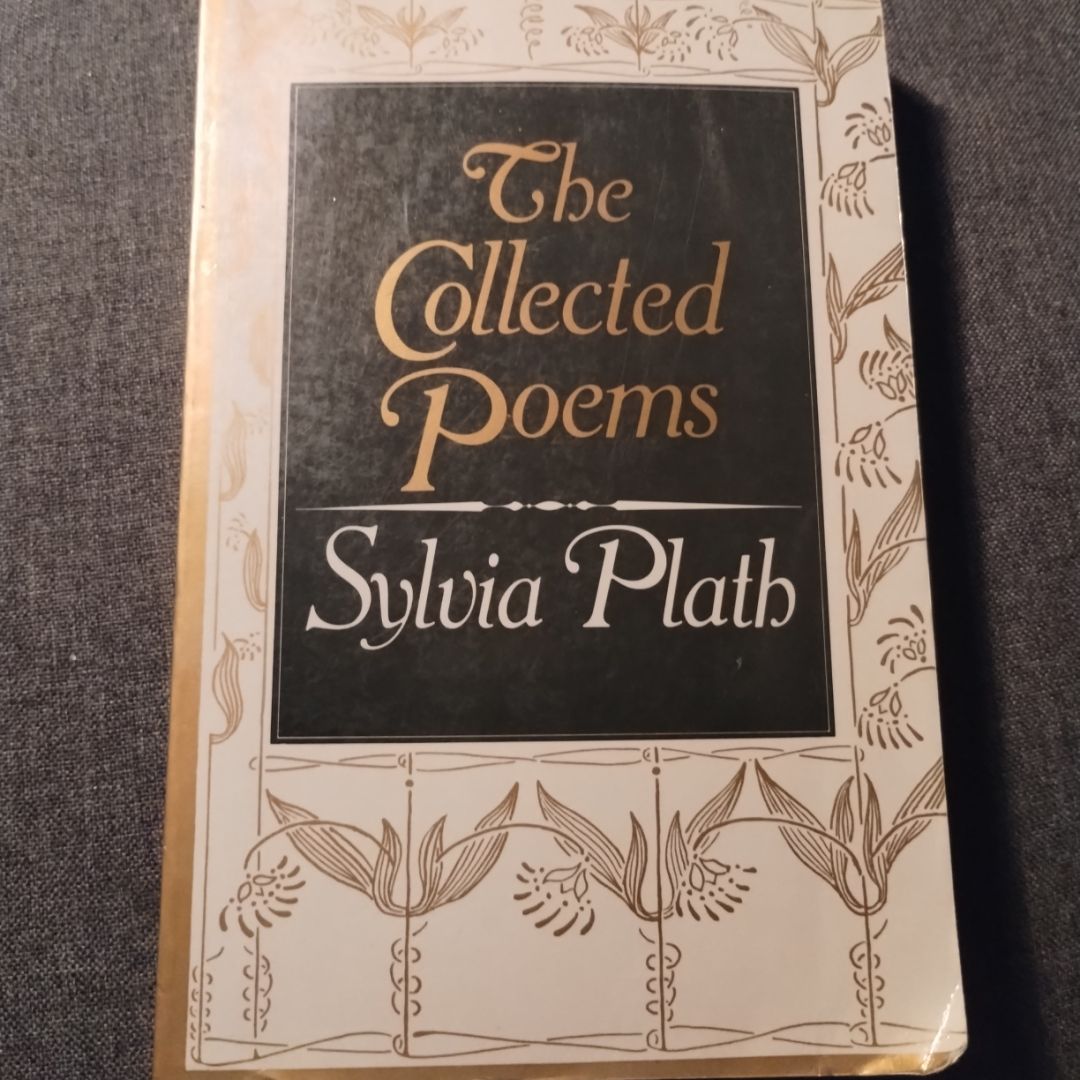 The
Collected
Poems
Sylvia Plath